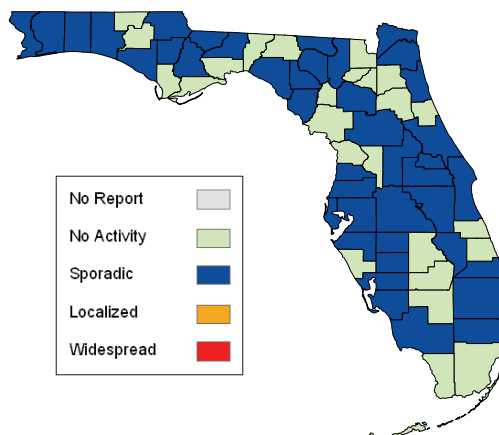 No Report
No Activity
Sporadic
Localized
Widespread